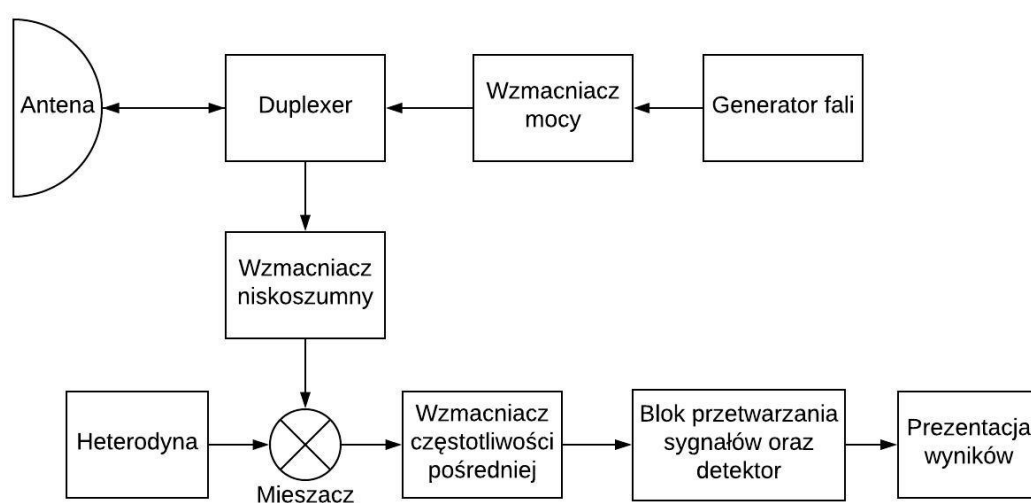 Antena
Duplexer
Wzmacniacz
mocy
Generator fali
Wzmacniacz
niskoszumny
Heterodyna
Mieszacz
Wzmacniacz
częstotliwości
pośredniej
Blok przetwarzania
sygnałów oraz
detektor
Prezentacja
wyników